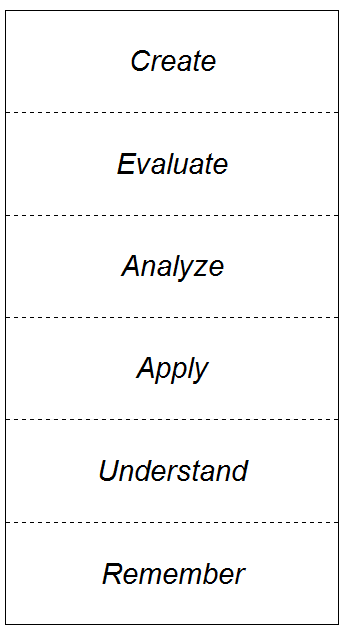 Create
Evaluate
Analyze
Apply
Understand
Remember